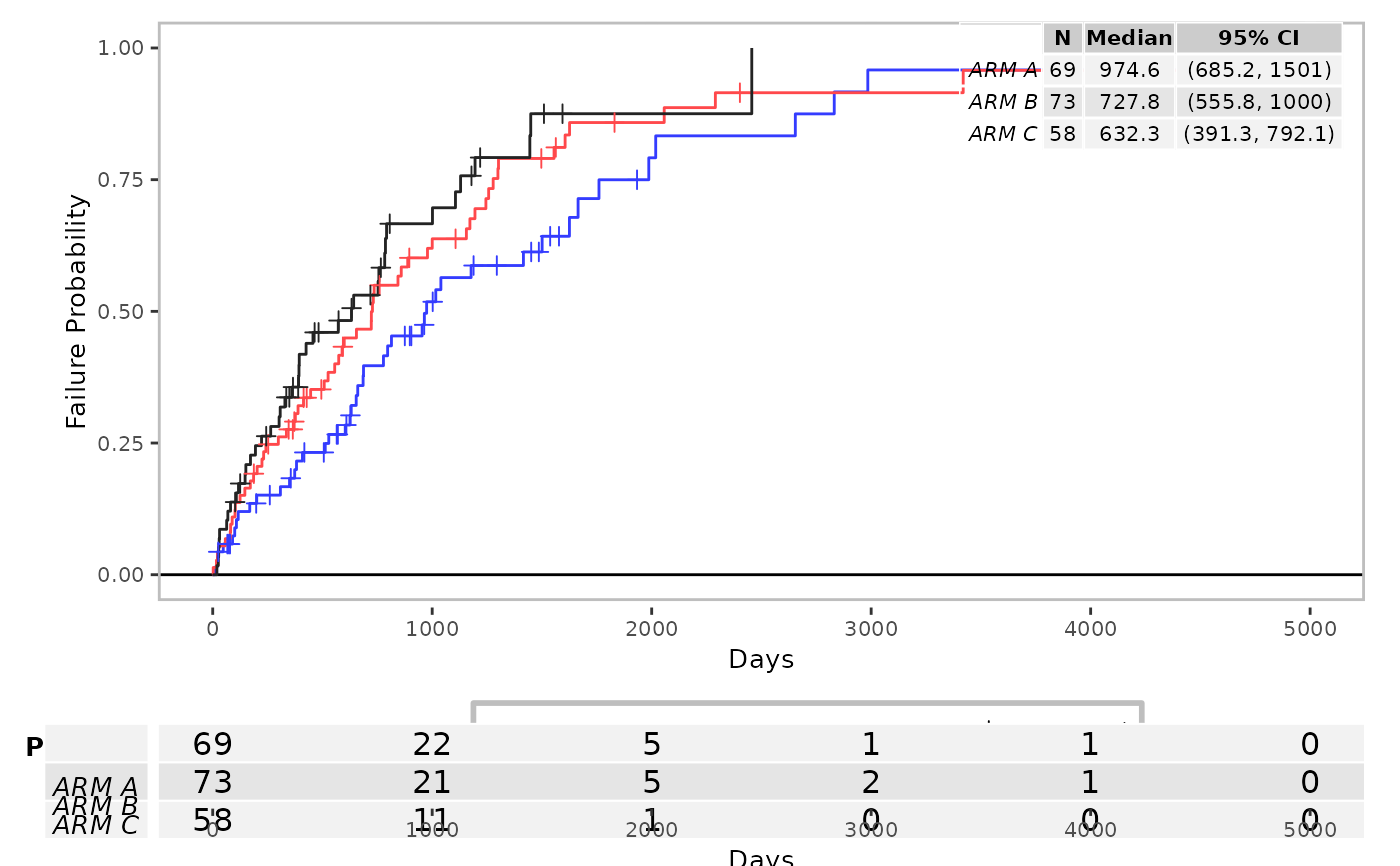 N Median 95% CI
ARM A 69 974.6 (685.2, 1501)
ARM B 73 727.8 (555.8, 1000)
ARM C 58 632.3 (391.3, 792.1)
1.00
0.75
0.50
0.25
0.00
Failure Probability
0 1000 2000 3000 4000 5000
Days
P
69 22 5 1 1 0
ARM A 73 21 5 2 1 0
ARM B
ARM C 58 11 1 0 0 0
0 1000 2000 3000 4000 5000
Days